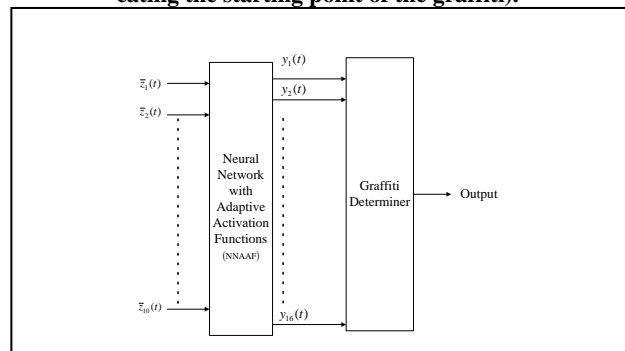 cating the starting point of the graffiti).
y₁(t)
z̄₁(t)
y₂(t)
z̄₂(t)
Neural
Network
with
Adaptive
Activation
Functions
(NNAAF)
Graffiti
Determiner
Output
z̄₁₀(t)
y₁₆(t)